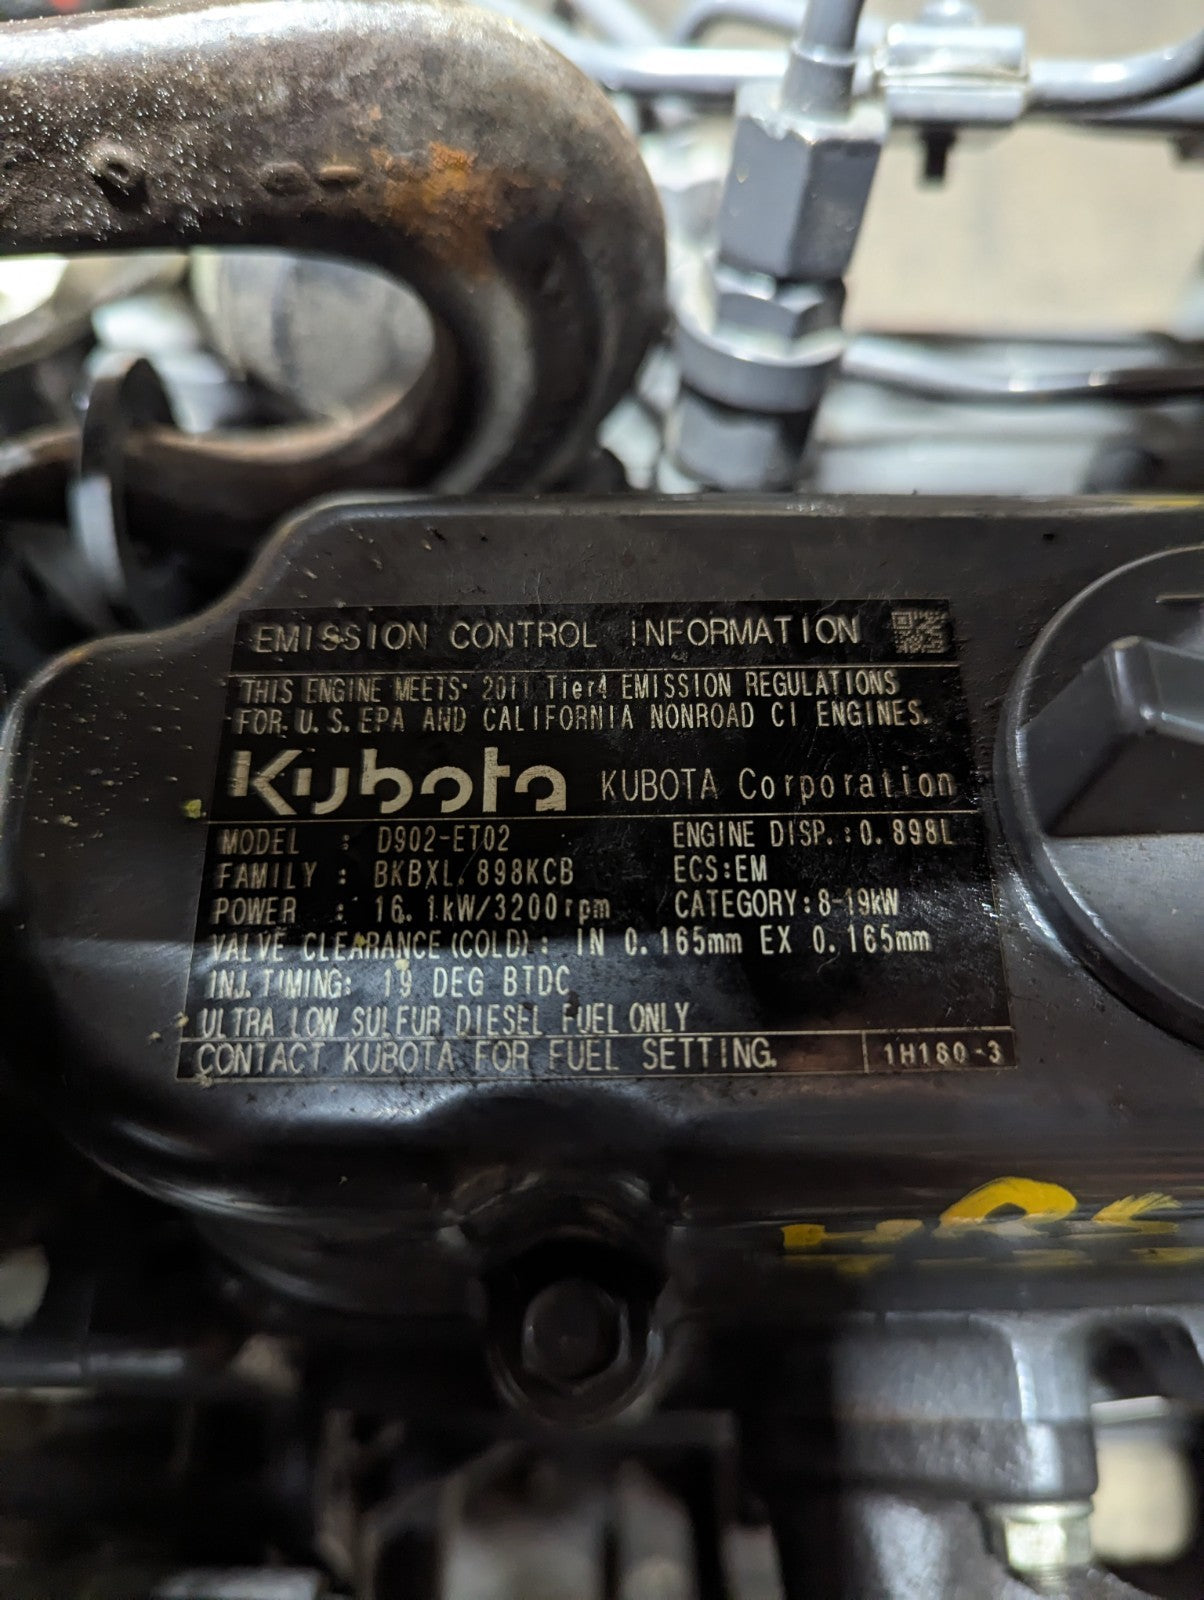 EMISSION CONTROL INFORMATION
THIS ENGINE MEETS 2011 Tier4 EMISSION REGULATIONS
FOR U.S. EPA AND CALIFORNIA NONROAD CI ENGINES.
Kubota KUBOTA Corporation
MODEL : D902-ET02 ENGINE DISP.:0.898L
FAMILY : BKBXL.898KCB ECS:EM
POWER : 16.1kW/3200rpm CATEGORY:8-19kW
VALVE CLEARANCE(COLD): IN 0.165mm EX 0.165mm
INJ.TIMING: 19 DEG BTDC
ULTRA LOW SULFUR DIESEL FUEL ONLY
CONTACT KUBOTA FOR FUEL SETTING. 1H180-3